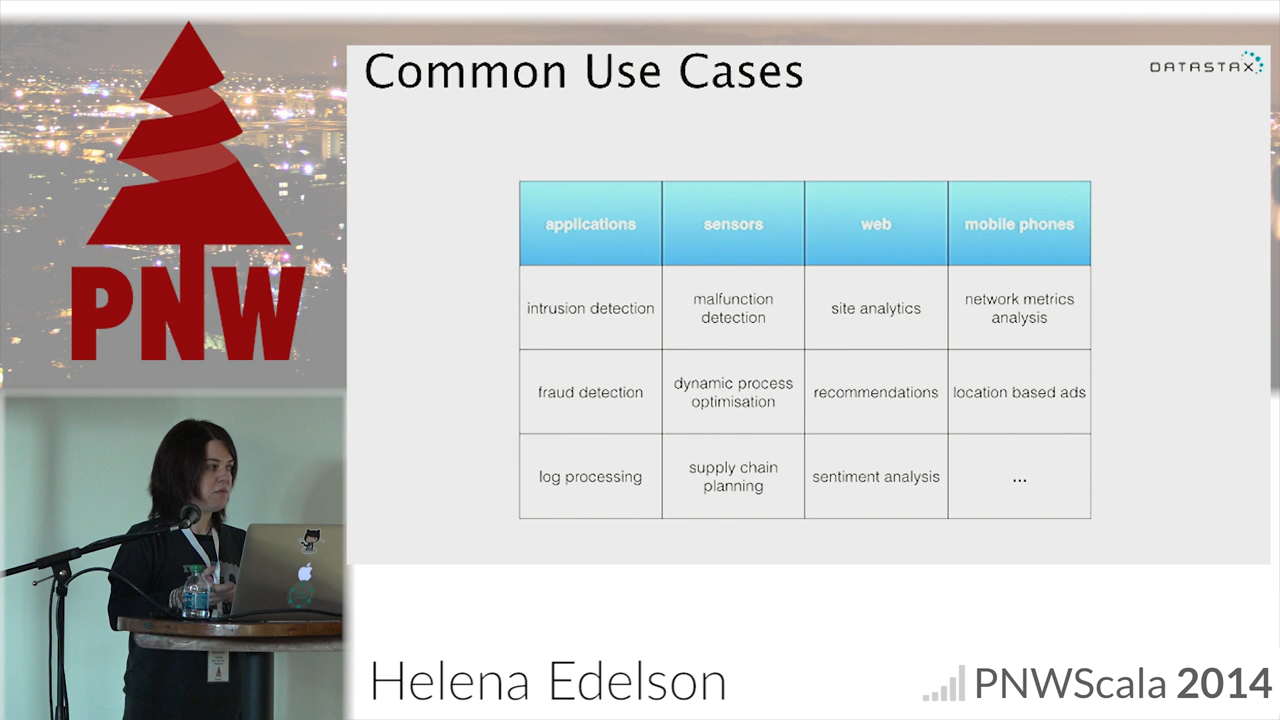 PNW
Common Use Cases
DATASTAX
applications
sensors
web
mobile phones
intrusion detection
malfunction
detection
site analytics
network metrics
analysis
fraud detection
dynamic process
optimisation
recommendations
location based ads
log processing
supply chain
planning
sentiment analysis
...
Helena Edelson
PNWScala 2014